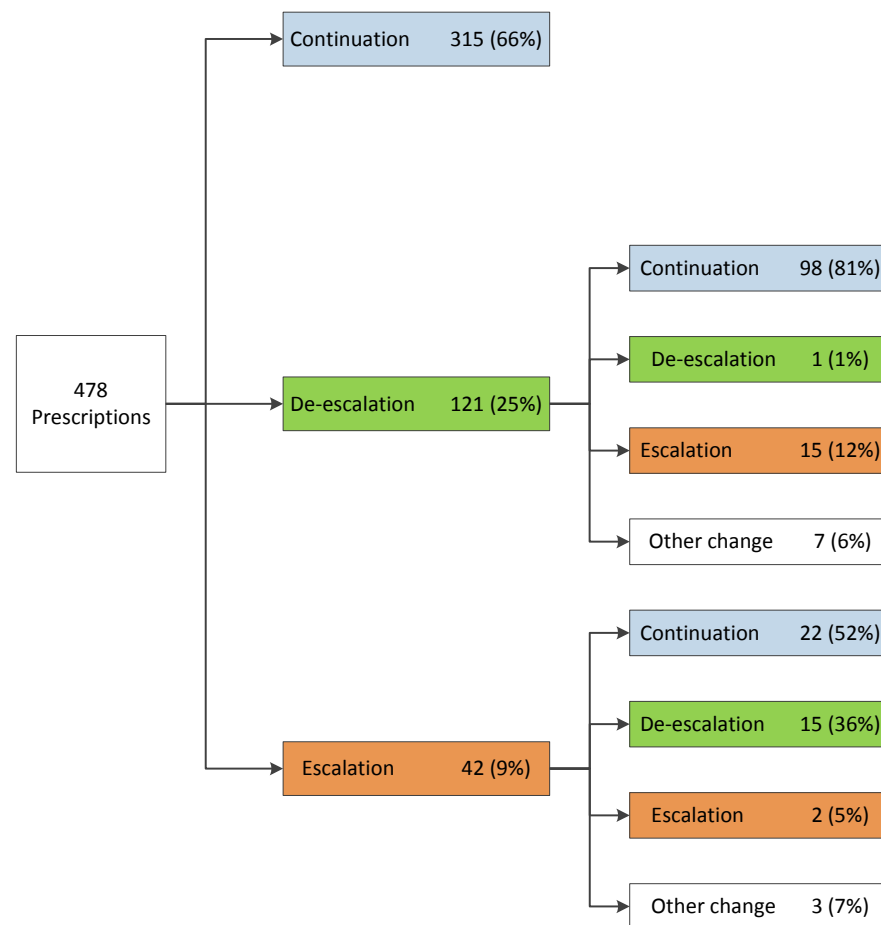 Continuation 315 (66%)
478
Prescriptions
De-escalation 121 (25%)
Continuation 98 (81%)
De-escalation 1 (1%)
Escalation 15 (12%)
Other change 7 (6%)
Escalation 42 (9%)
Continuation 22 (52%)
De-escalation 15 (36%)
Escalation 2 (5%)
Other change 3 (7%)